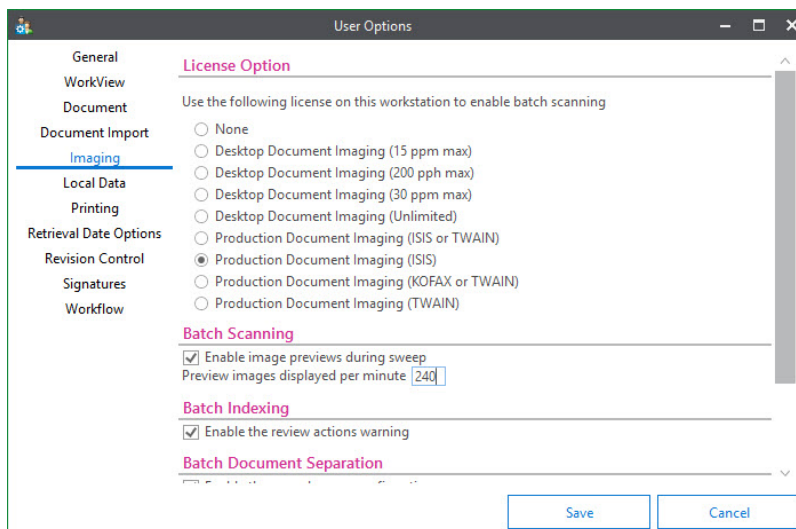 User Options
General
WorkView
Document
Document Import
Imaging
Local Data
Printing
Retrieval Date Options
Revision Control
Signatures
Workflow
License Option
Use the following license on this workstation to enable batch scanning
None
Desktop Document Imaging (15 ppm max)
Desktop Document Imaging (200 pph max)
Desktop Document Imaging (30 ppm max)
Desktop Document Imaging (Unlimited)
Production Document Imaging (ISIS or TWAIN)
Production Document Imaging (ISIS)
Production Document Imaging (KOFAX or TWAIN)
Production Document Imaging (TWAIN)
Batch Scanning
Enable image previews during sweep
Preview images displayed per minute 240
Batch Indexing
Enable the review actions warning
Batch Document Separation
Save Cancel